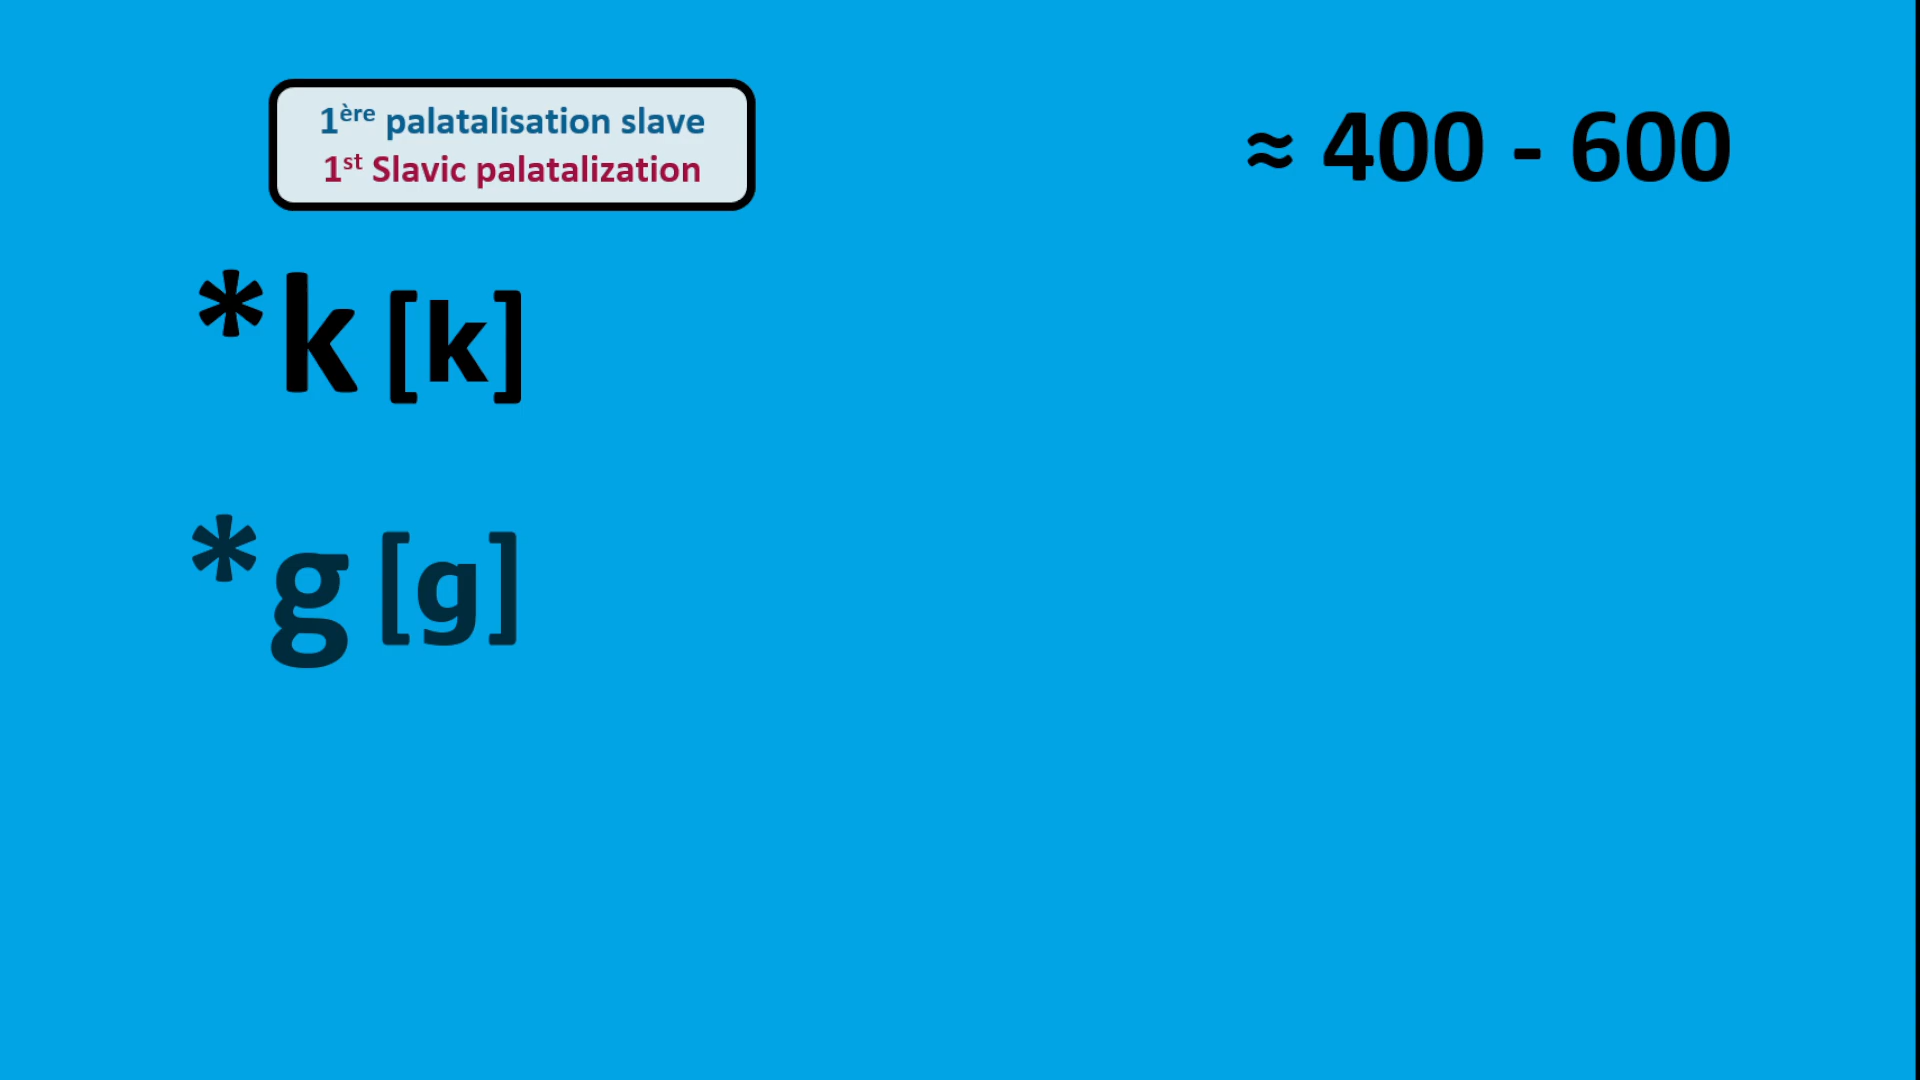 1ère palatalisation slave
1st Slavic palatalization
≈ 400 - 600
*k [k]
*g [g]